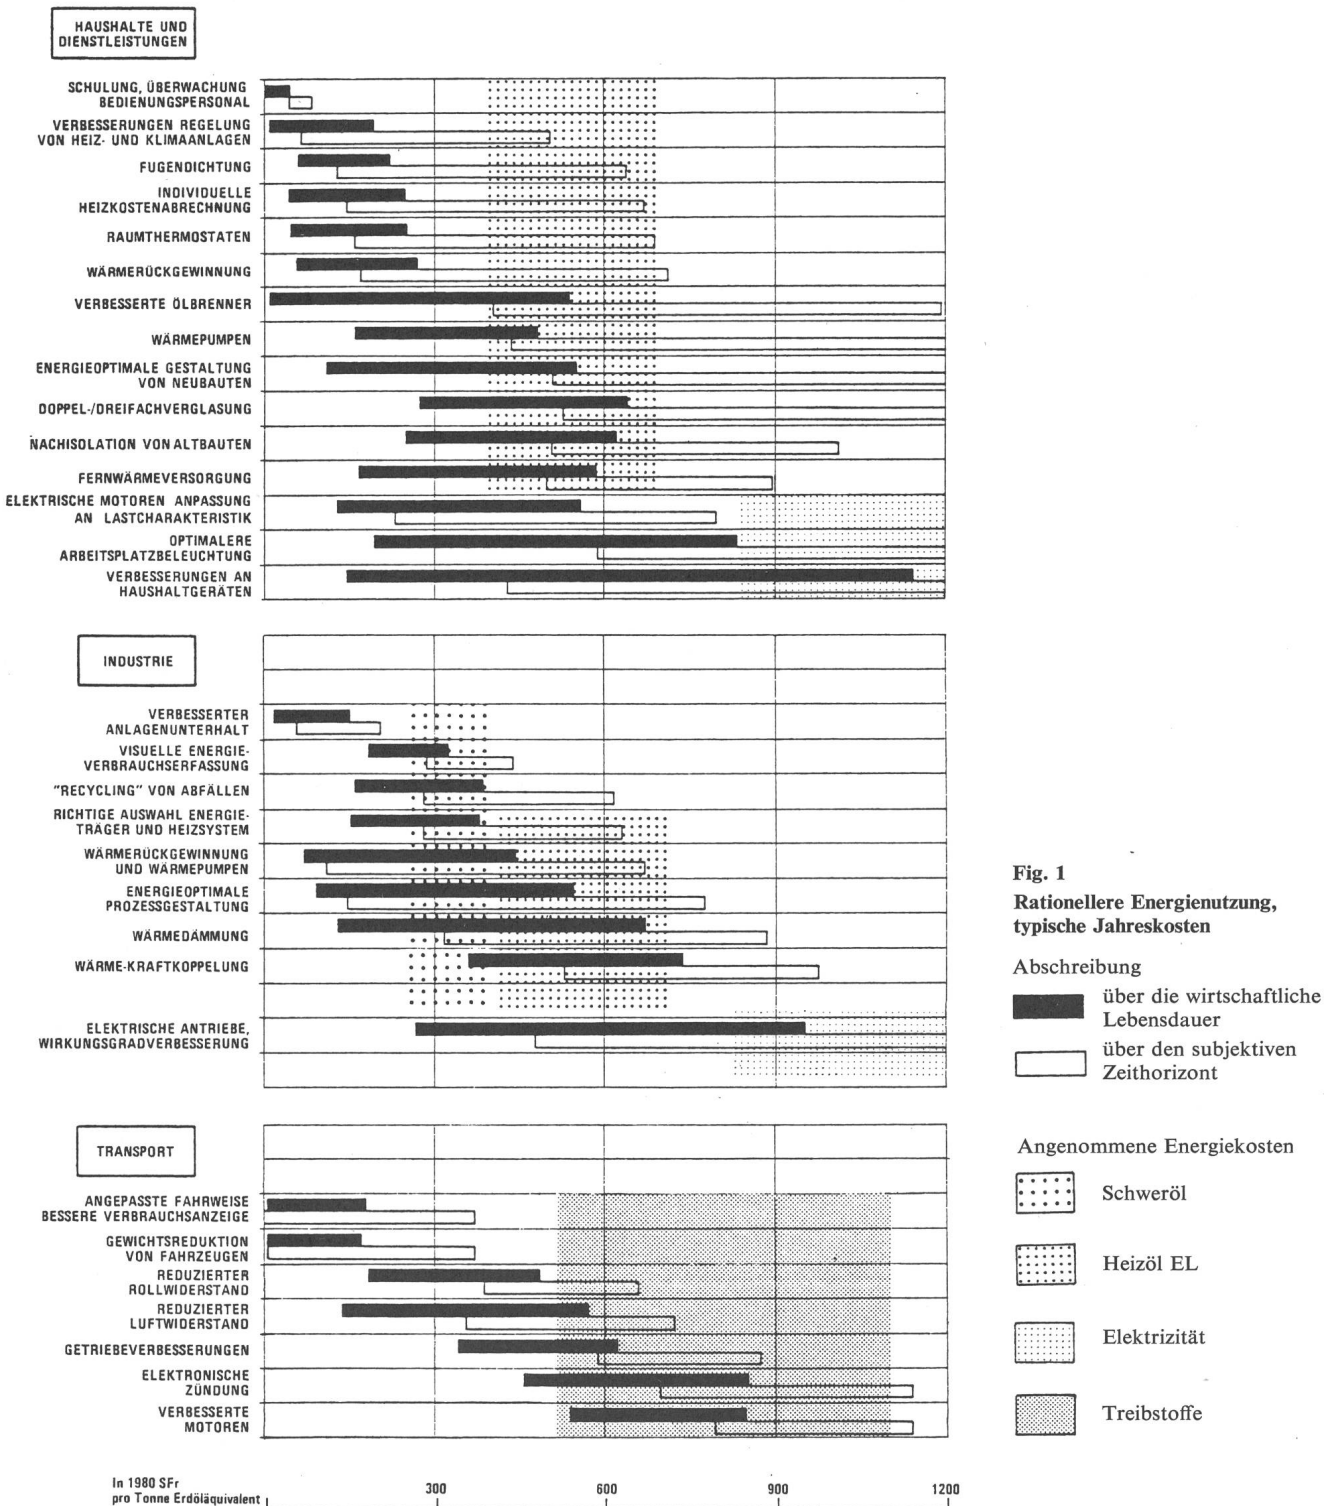 HAUSHALTE UND
DIENSTLEISTUNGEN
SCHULUNG, ÜBERWACHUNG
BEDIENUNGSPERSONAL
VERBESSERUNGEN REGELUNG
VON HEIZ- UND KLIMAANLAGEN
FUGENDICHTUNG
INDIVIDUELLE
HEIZKOSTENABRECHNUNG
RAUMTHERMOSTATEN
WÄRMERÜCKGEWINNUNG
VERBESSERTE ÖLBRENNER
WÄRMEPUMPEN
ENERGIEOPTIMALE GESTALTUNG
VON NEUBAUTEN
DOPPEL-/DREIFACHVERGLASUNG
NACHISOLATION VON ALTBAUTEN
FERNWÄRMEVERSORGUNG
ELEKTRISCHE MOTOREN ANPASSUNG
AN LASTCHARAKTERISTIK
OPTIMALERE
ARBEITSPLATZBELEUCHTUNG
VERBESSERUNGEN AN
HAUSHALTGERÄTEN
INDUSTRIE
VERBESSERTER
ANLAGENUNTERHALT
VISUELLE ENERGIE-
VERBRAUCHSERFASSUNG
"RECYCLING" VON ABFÄLLEN
RICHTIGE AUSWAHL ENERGIE-
TRÄGER UND HEIZSYSTEM
WÄRMERÜCKGEWINNUNG
UND WÄRMEPUMPEN
ENERGIEOPTIMALE
PROZESSGESTALTUNG
WÄRMEDÄMMUNG
WÄRME-KRAFTKOPPELUNG
ELEKTRISCHE ANTRIEBE,
WIRKUNGSGRADVERBESSERUNG
TRANSPORT
ANGEPASSTE FAHRWEISE
BESSERE VERBRAUCHSANZEIGE
GEWICHTSREDUKTION
VON FAHRZEUGEN
REDUZIERTER
ROLLWIDERSTAND
REDUZIERTER
LUFTWIDERSTAND
GETRIEBEVERBESSERUNGEN
ELEKTRONISCHE
ZÜNDUNG
VERBESSERTE
MOTOREN
In 1980 SFr
pro Tonne Erdöläquivalent
300 600 900 1200
Fig. 1
Rationellere Energienutzung,
typische Jahreskosten
Abschreibung
über die wirtschaftliche
Lebensdauer
über den subjektiven
Zeithorizont
Angenommene Energiekosten
Schweröl
Heizöl EL
Elektrizität
Treibstoffe